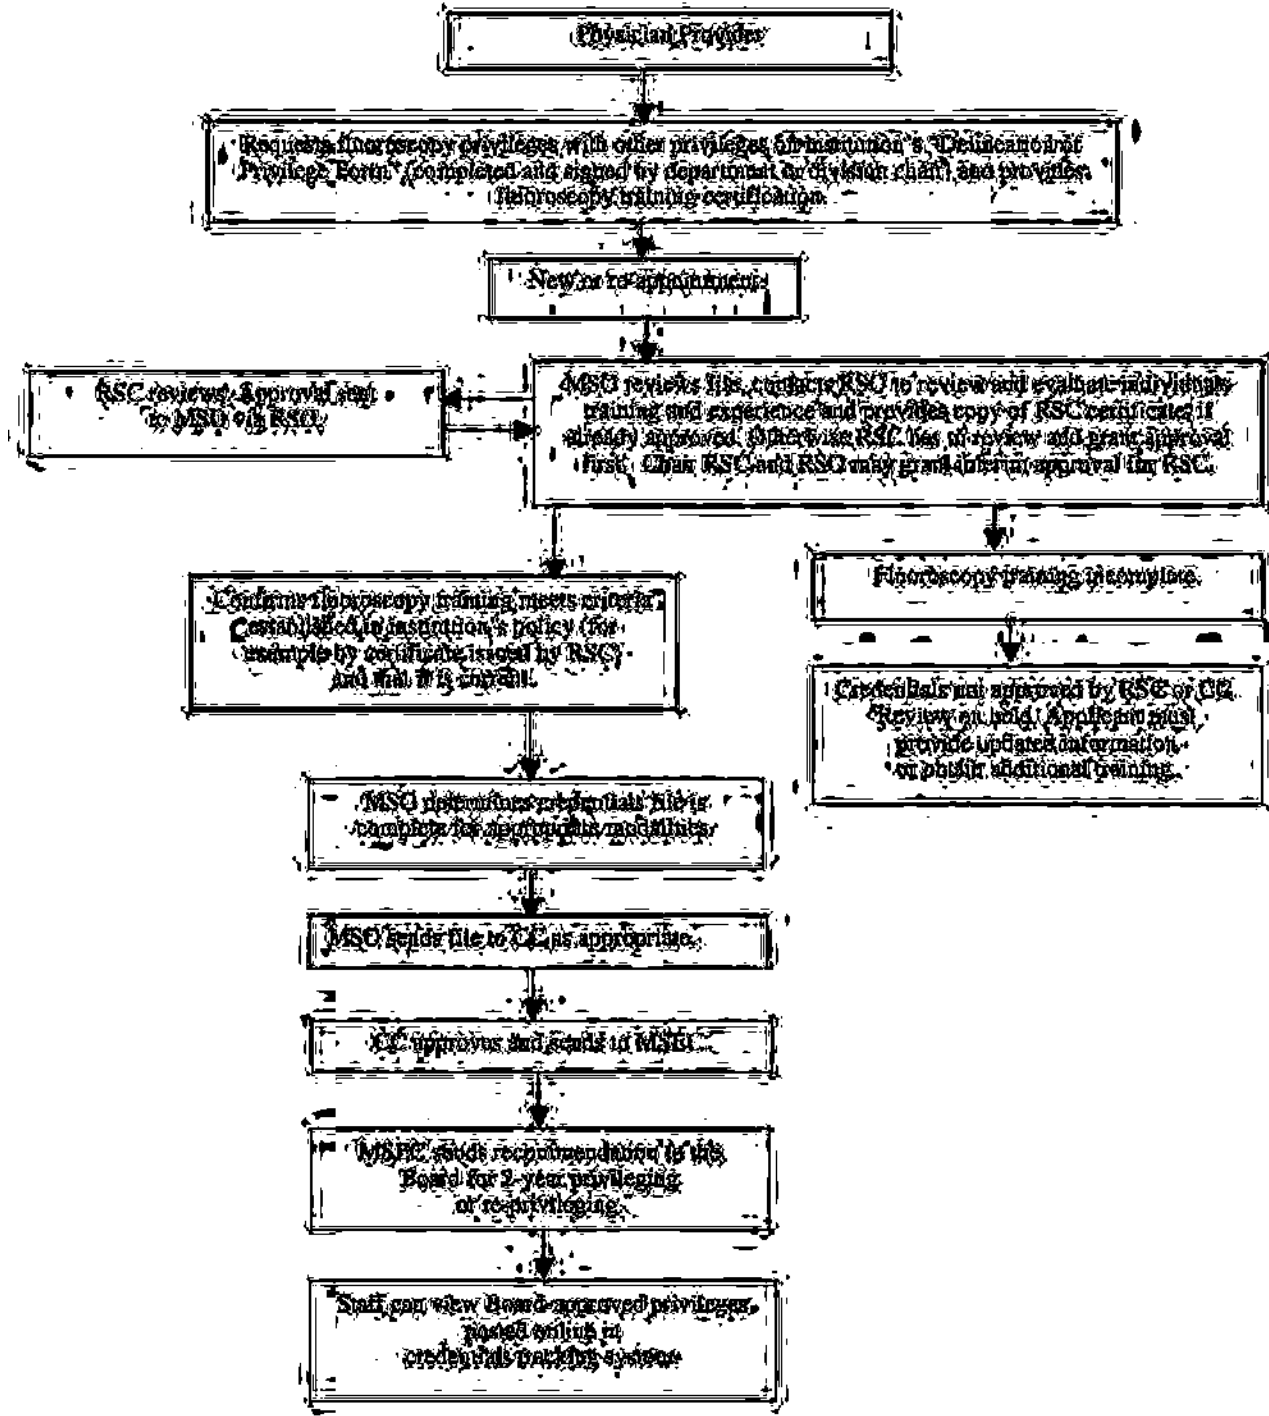 Physician Provider
Requests fluoroscopy privileges with other privileges on institution's "Delineation of
Privilege Form" (completed and signed by department or division chair) and provides
fluoroscopy training certification.
New or re-appointment
RSC reviews. Approval sent
to MSO via RSO.
MSO reviews file, contacts RSO to review and evaluate individuals
training and experience and provides copy of RSC certificate, if
already approved. Otherwise RSC has to review and grant approval
first. Chair RSC and RSO may grant interim approval for RSC.
Fluoroscopy training incomplete.
Confirms fluoroscopy training meets criteria
established in institution's policy (for
example by certificate issued by RSC)
and that it is current.
Credentials not approved by RSC or CC.
Review on hold. Applicant must
provide updated information
or obtain additional training.
MSO determines credentials file is
complete for appropriate modalities.
MSO sends file to CC, as appropriate.
CC approves and sends to MSEC.
MSEC sends recommendation to the
Board for 2-year privileging
or re-privileging.
Staff can view Board-approved privileges
posted online in
credentials tracking system.